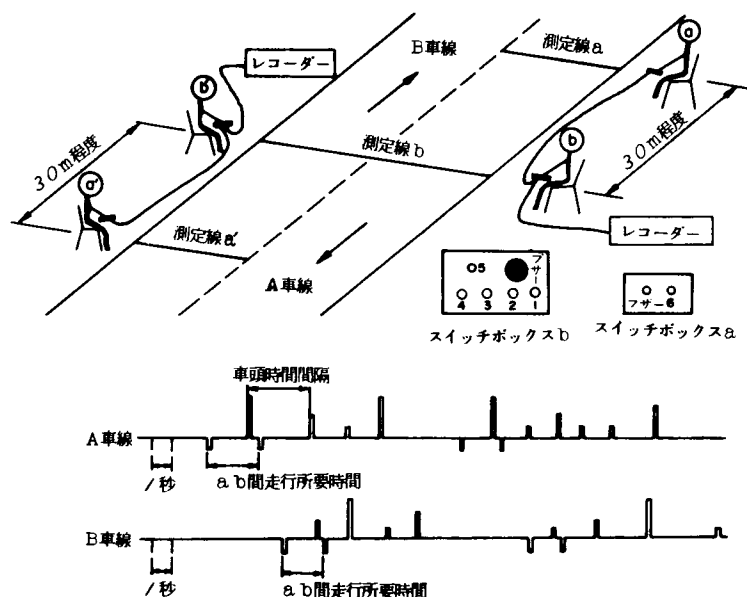 B車線
測定線a
a
レコーダー
b'
b
30m程度
測定線b
30m程度
a'
測定線a'
レコーダー
A車線
5
ブザー
4 3 2 1
ブザー 6
スイッチボックスb
スイッチボックスa
車頭時間間隔
A車線
1秒
ab間走行所要時間
B車線
1秒
ab間走行所要時間